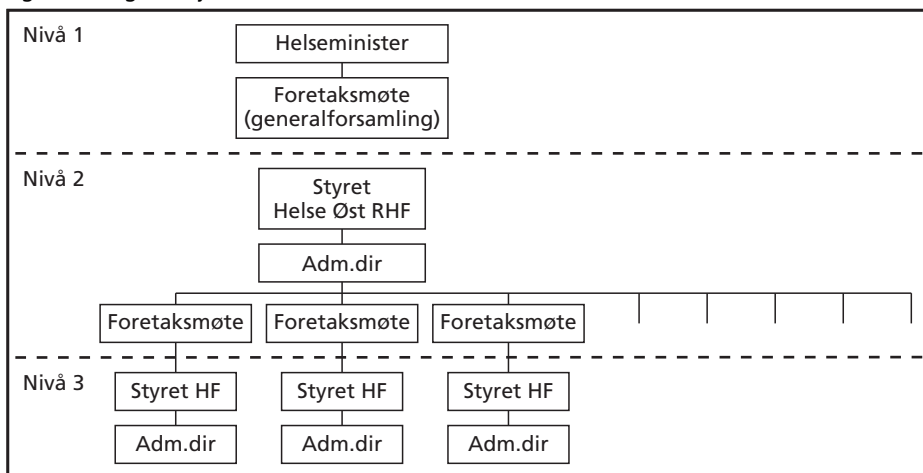 Nivå 1
Helseminister
Foretaksmøte
(generalforsamling)
Nivå 2
Styret
Helse Øst RHF
Adm.dir
Foretaksmøte Foretaksmøte Foretaksmøte
Nivå 3
Styret HF Styret HF Styret HF
Adm.dir Adm.dir Adm.dir